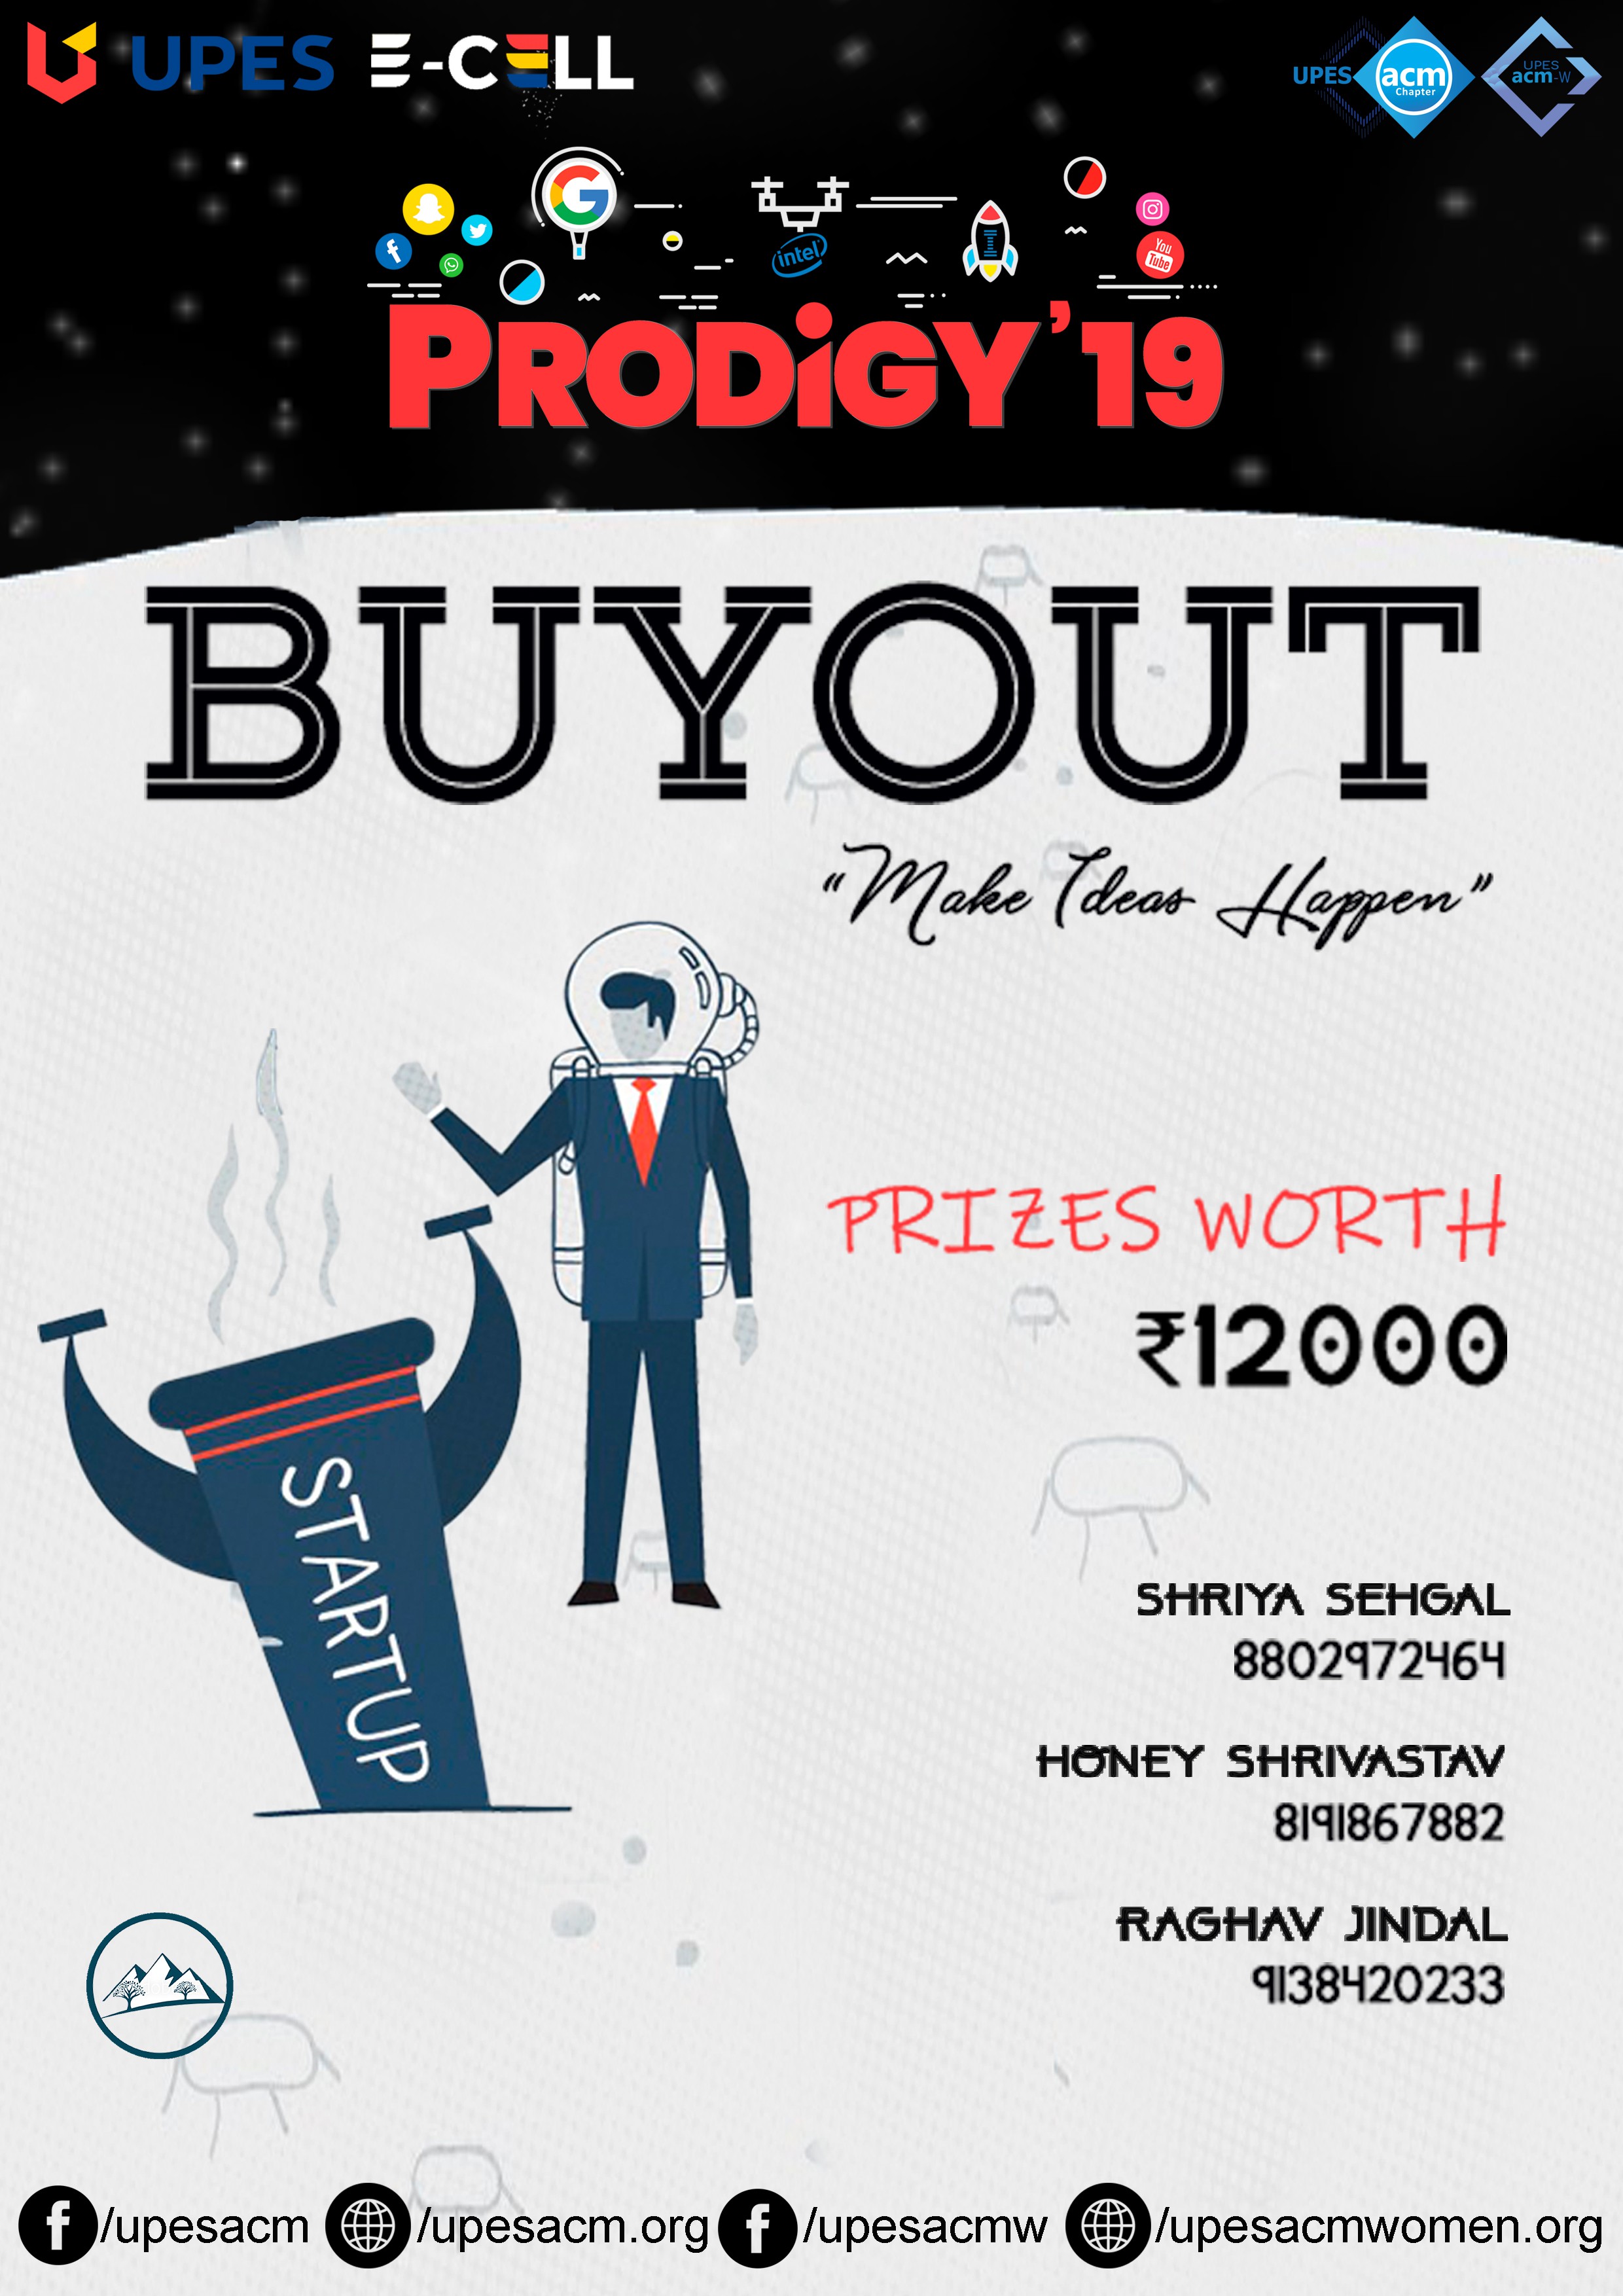 UPES E-CELL
UPES acm Chapter
UPES acm-W
G
intel
I
You Tube
PRODiGY'19
BUYOUT
"Make Ideas Happen"
PRIZES WORTH
₹12000
STARTUP
SHRIYA SEHGAL
8802972464
HONEY SHRIVASTAV
8191867882
RAGHAV JINDAL
9138420233
/upesacm /upesacm.org /upesacmw /upesacmwomen.org